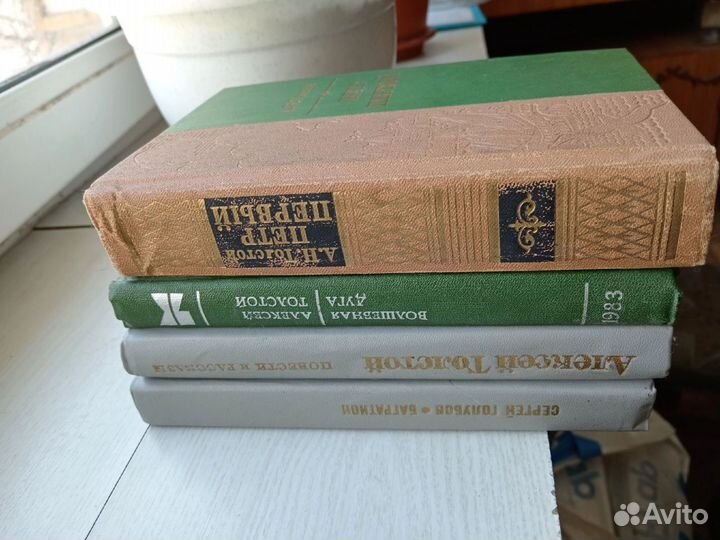 А.Н. Толстой
ПЕТР
ПЕРВЫЙ
АЛЕКСЕЙ
ТОЛСТОЙ
ВОЛШЕБНАЯ
ДУГА
1983
Алексей Толстой
ПОВЕСТИ И РАССКАЗЫ
СЕРГЕЙ ГОЛУБОВ • БАГРАТИОН
Avito